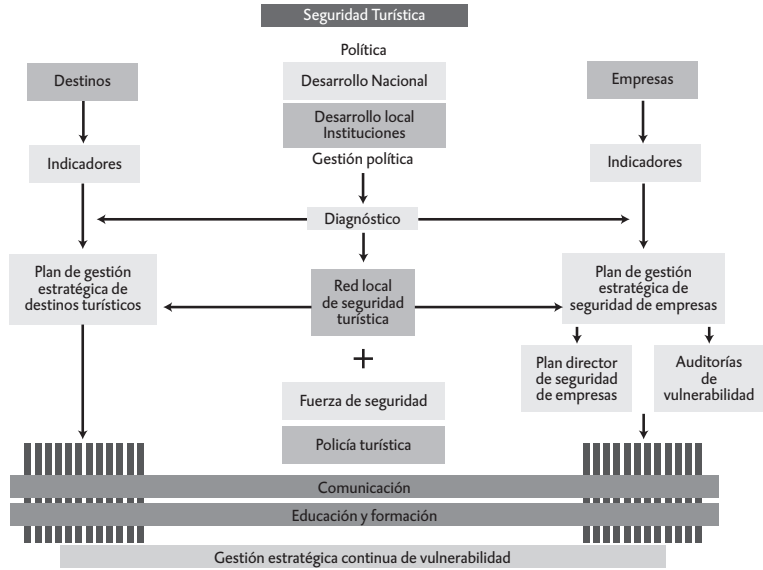 Seguridad Turística
Política
Destinos
Desarrollo Nacional
Empresas
Desarrollo local
Instituciones
Indicadores
Gestión política
Indicadores
Diagnóstico
Plan de gestión
estratégica de
destinos turísticos
Red local
de seguridad
turística
Plan de gestión
estratégica de
seguridad de empresas
+
Plan director
de seguridad
de empresas
Auditorías
de
vulnerabilidad
Fuerza de seguridad
Policía turística
Comunicación
Educación y formación
Gestión estratégica continua de vulnerabilidad